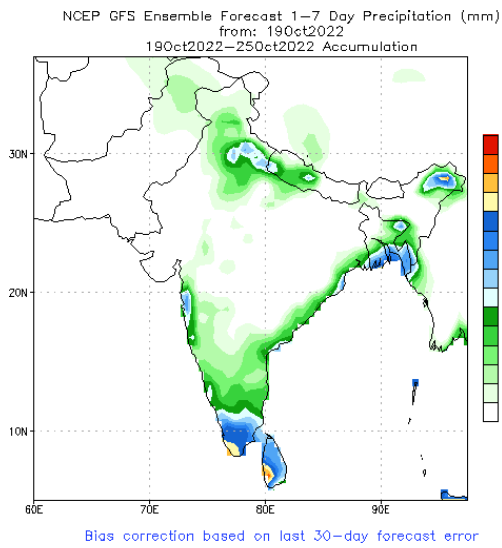 NCEP GFS Ensemble Forecast 1-7 Day Precipitation (mm)
from: 19Oct2022
19Oct2022-25Oct2022 Accumulation
30N
20N
10N
60E 70E 80E 90E
Bias correction based on last 30-day forecast error